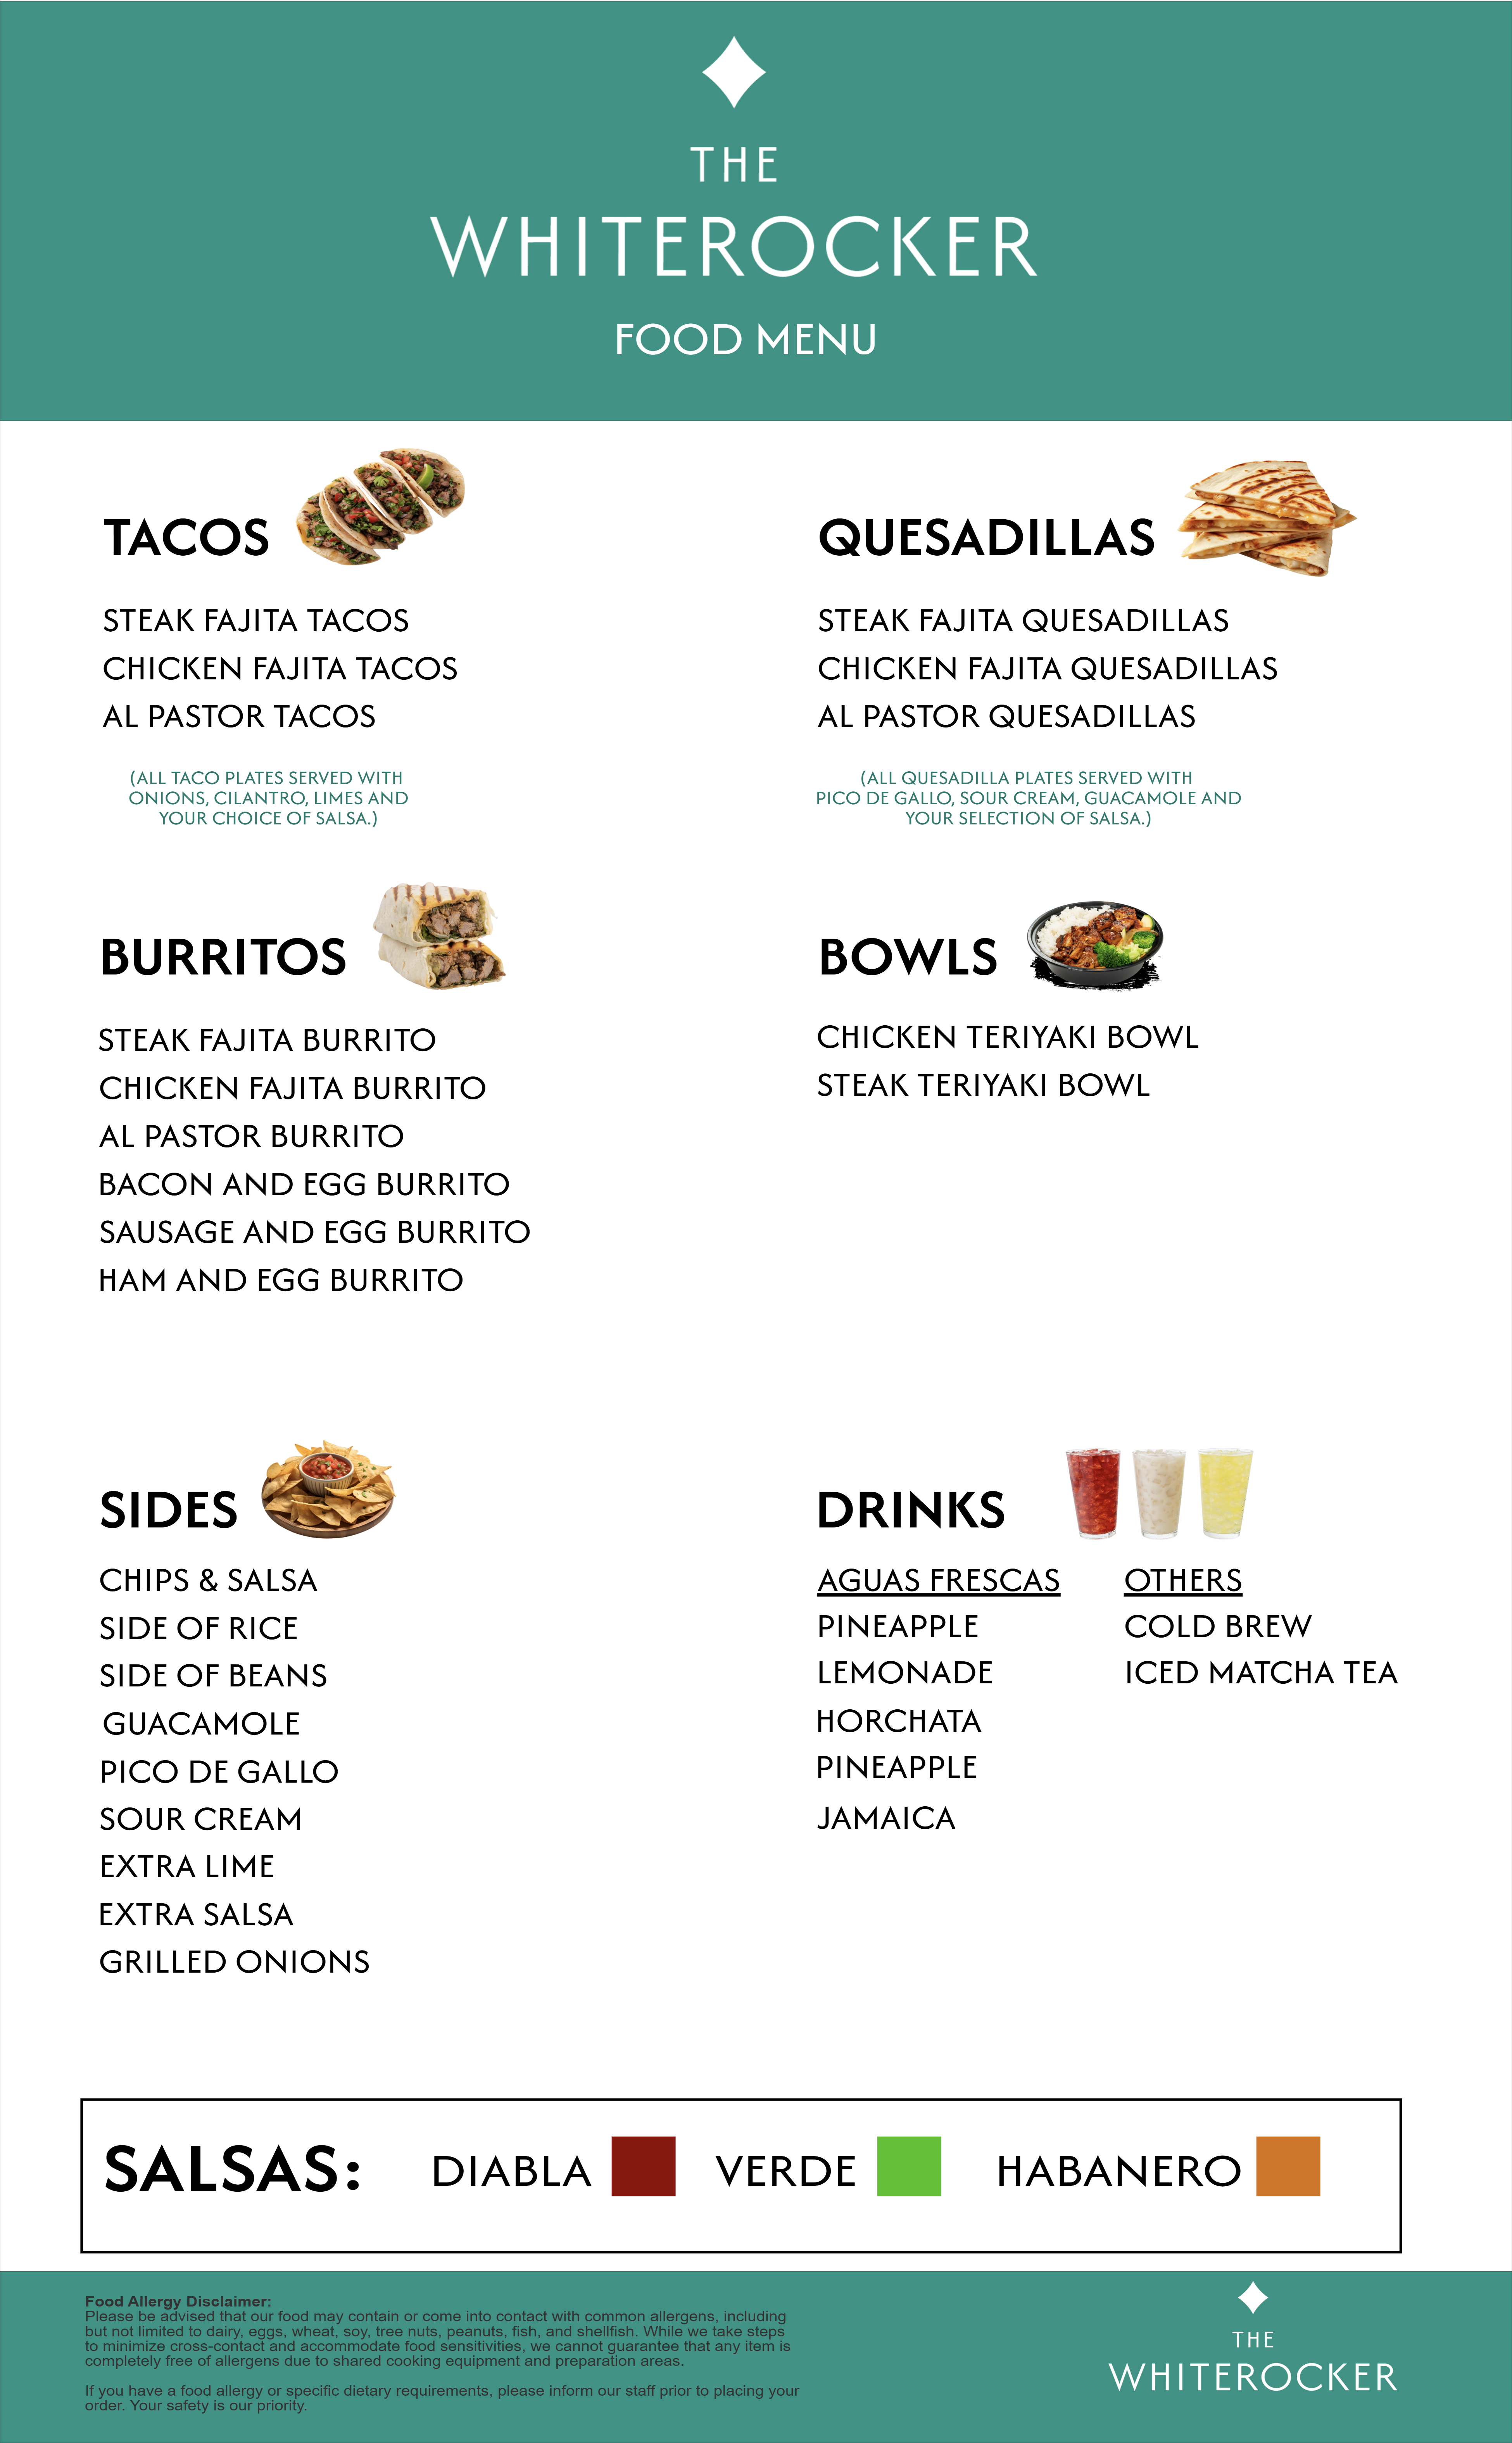 THE
WHITEROCKER
FOOD MENU
TACOS
STEAK FAJITA TACOS
CHICKEN FAJITA TACOS
AL PASTOR TACOS
(ALL TACO PLATES SERVED WITH
ONIONS, CILANTRO, LIMES AND
YOUR CHOICE OF SALSA.)
QUESADILLAS
STEAK FAJITA QUESADILLAS
CHICKEN FAJITA QUESADILLAS
AL PASTOR QUESADILLAS
(ALL QUESADILLA PLATES SERVED WITH
PICO DE GALLO, SOUR CREAM, GUACAMOLE AND
YOUR SELECTION OF SALSA.)
BURRITOS
STEAK FAJITA BURRITO
CHICKEN FAJITA BURRITO
AL PASTOR BURRITO
BACON AND EGG BURRITO
SAUSAGE AND EGG BURRITO
HAM AND EGG BURRITO
BOWLS
CHICKEN TERIYAKI BOWL
STEAK TERIYAKI BOWL
SIDES
CHIPS & SALSA
SIDE OF RICE
SIDE OF BEANS
GUACAMOLE
PICO DE GALLO
SOUR CREAM
EXTRA LIME
EXTRA SALSA
GRILLED ONIONS
DRINKS
AGUAS FRESCAS
PINEAPPLE
LEMONADE
HORCHATA
PINEAPPLE
JAMAICA
OTHERS
COLD BREW
ICED MATCHA TEA
SALSAS: DIABLA VERDE HABANERO
Food Allergy Disclaimer:
Please be advised that our food may contain or come into contact with common allergens, including
but not limited to dairy, eggs, wheat, soy, tree nuts, peanuts, fish, and shellfish. While we take steps
to minimize cross-contact and accommodate food sensitivities, we cannot guarantee that any item is
completely free of allergens due to shared cooking equipment and preparation areas.
If you have a food allergy or specific dietary requirements, please inform our staff prior to placing your
order. Your safety is our priority.
THE
WHITEROCKER